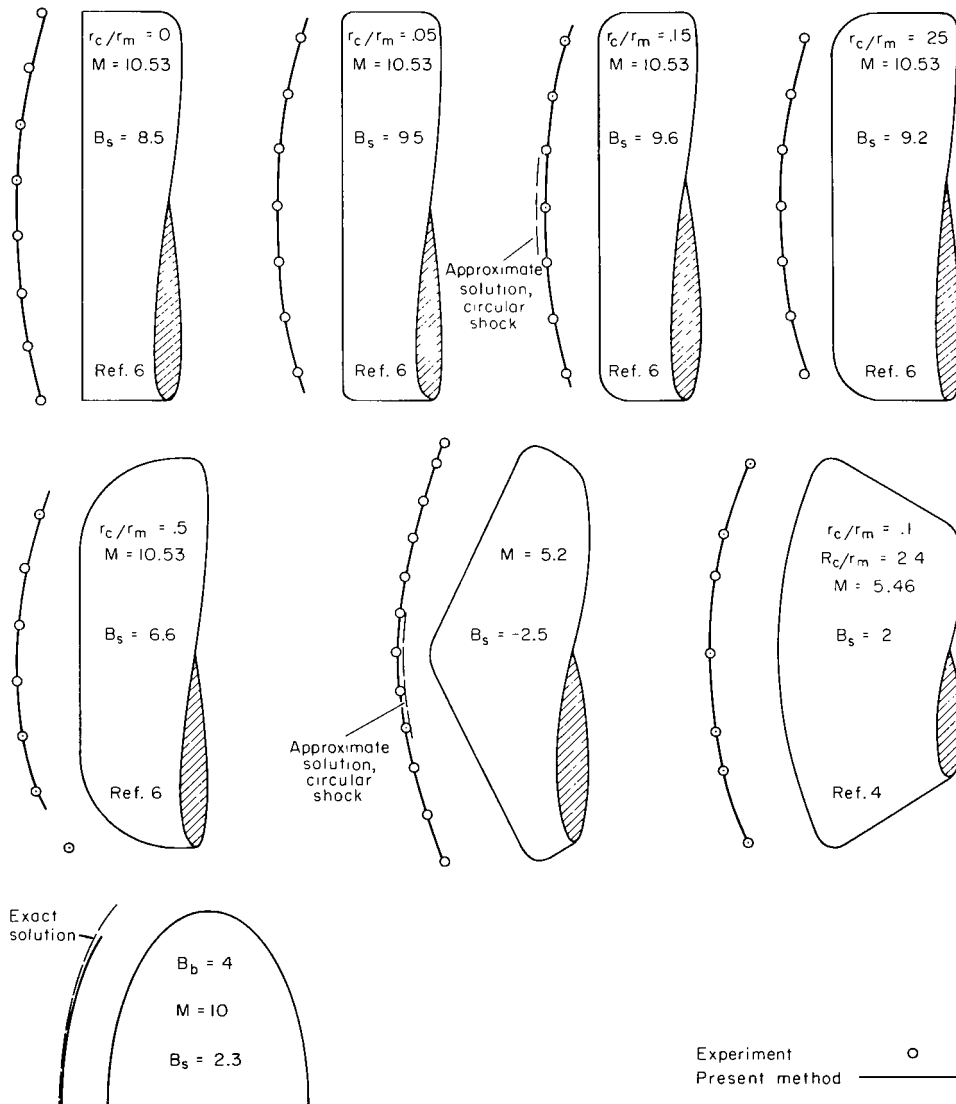 r_c/r_m = 0
M = 10.53
B_s = 8.5
Ref. 6
r_c/r_m = .05
M = 10.53
B_s = 9.5
Ref. 6
r_c/r_m = .15
M = 10.53
B_s = 9.6
Approximate
solution,
circular
shock
Ref. 6
r_c/r_m = .25
M = 10.53
B_s = 9.2
Ref. 6
r_c/r_m = .5
M = 10.53
B_s = 6.6
Ref. 6
M = 5.2
B_s = -2.5
Approximate
solution,
circular
shock
r_c/r_m = .1
R_c/r_m = 2.4
M = 5.46
B_s = 2
Ref. 4
Exact
solution
B_b = 4
M = 10
B_s = 2.3
Experiment
Present method